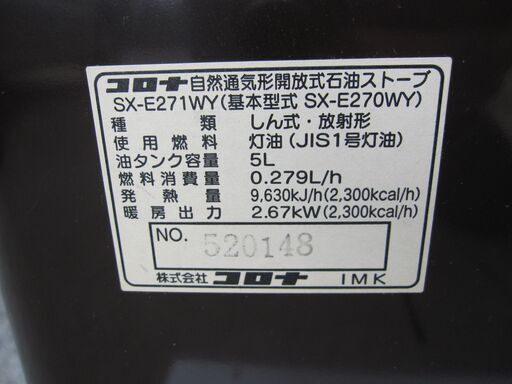 コロナ 自然通気形開放式石油ストーブ
SX-E271WY(基本型式 SX-E270WY)
種類 しん式・放射形
使用燃料 灯油(JIS1号灯油)
油タンク容量 5L
燃料消費量 0.279L/h
発熱量 9,630kJ/h(2,300kcal/h)
暖房出力 2.67kW(2,300kcal/h)
NO. 520148
株式会社 コロナ IMK